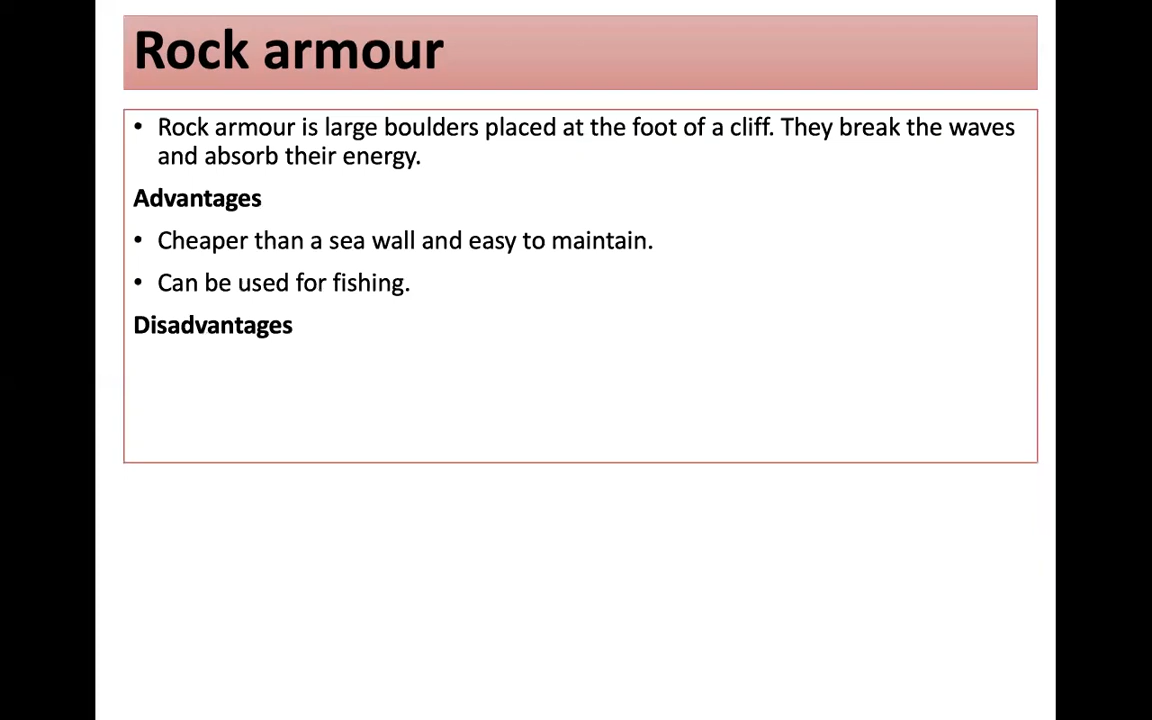 Rock armour
• Rock armour is large boulders placed at the foot of a cliff. They break the waves
and absorb their energy.
Advantages
• Cheaper than a sea wall and easy to maintain.
• Can be used for fishing.
Disadvantages